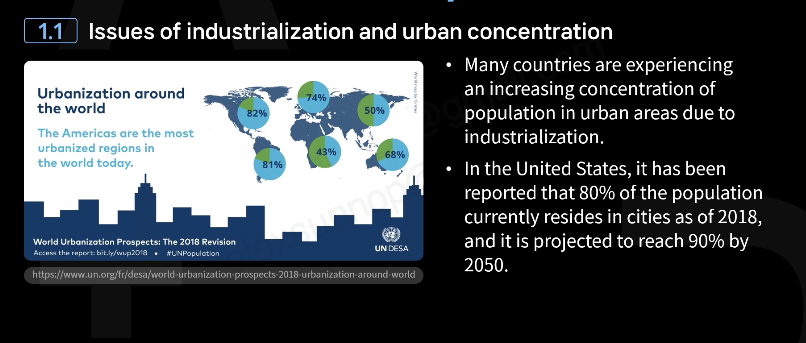 1.1 Issues of industrialization and urban concentration
Urbanization around
the world
The Americas are the most
urbanized regions in
the world today.
82%
74%
50%
81%
43%
68%
World Urbanization Prospects: The 2018 Revision
Access the report: bit.ly/wup2018 • #UNPopulation
UN DESA
https://www.un.org/fr/desa/world-urbanization-prospects-2018-urbanization-around-world
• Many countries are experiencing
an increasing concentration of
population in urban areas due to
industrialization.
• In the United States, it has been
reported that 80% of the population
currently resides in cities as of 2018,
and it is projected to reach 90% by
2050.